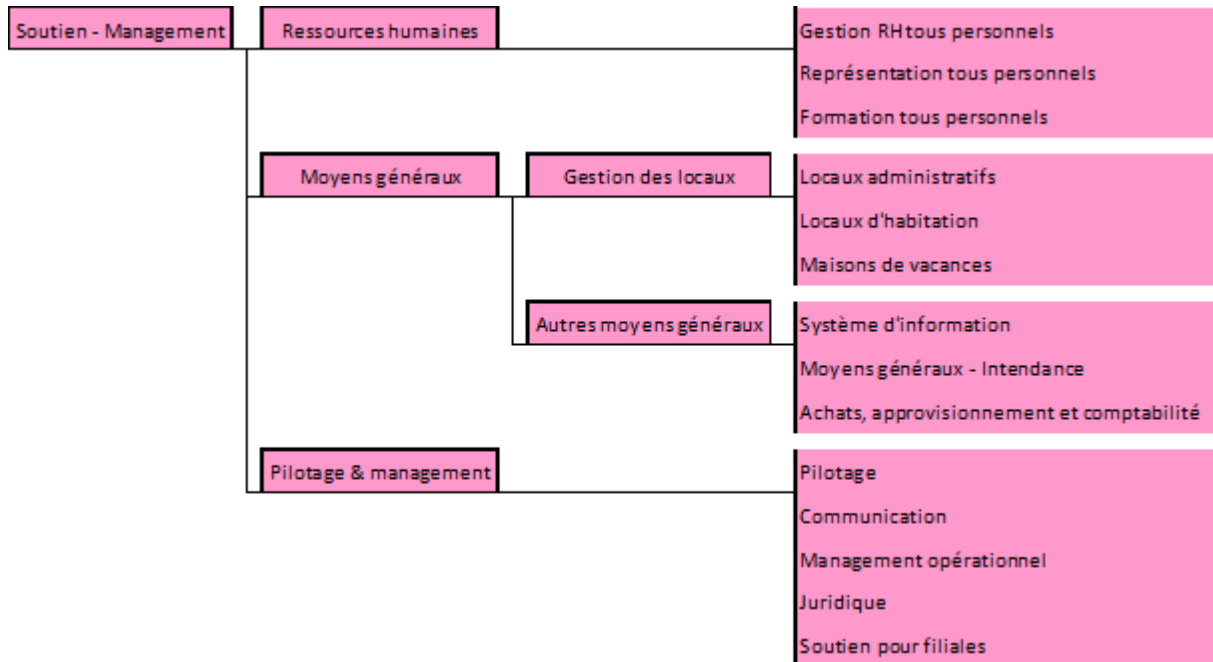 Soutien - Management
Ressources humaines
Gestion RH tous personnels
Représentation tous personnels
Formation tous personnels
Moyens généraux
Gestion des locaux
Locaux administratifs
Locaux d'habitation
Maisons de vacances
Autres moyens généraux
Système d'information
Moyens généraux - Intendance
Achats, approvisionnement et comptabilité
Pilotage & management
Pilotage
Communication
Management opérationnel
Juridique
Soutien pour filiales